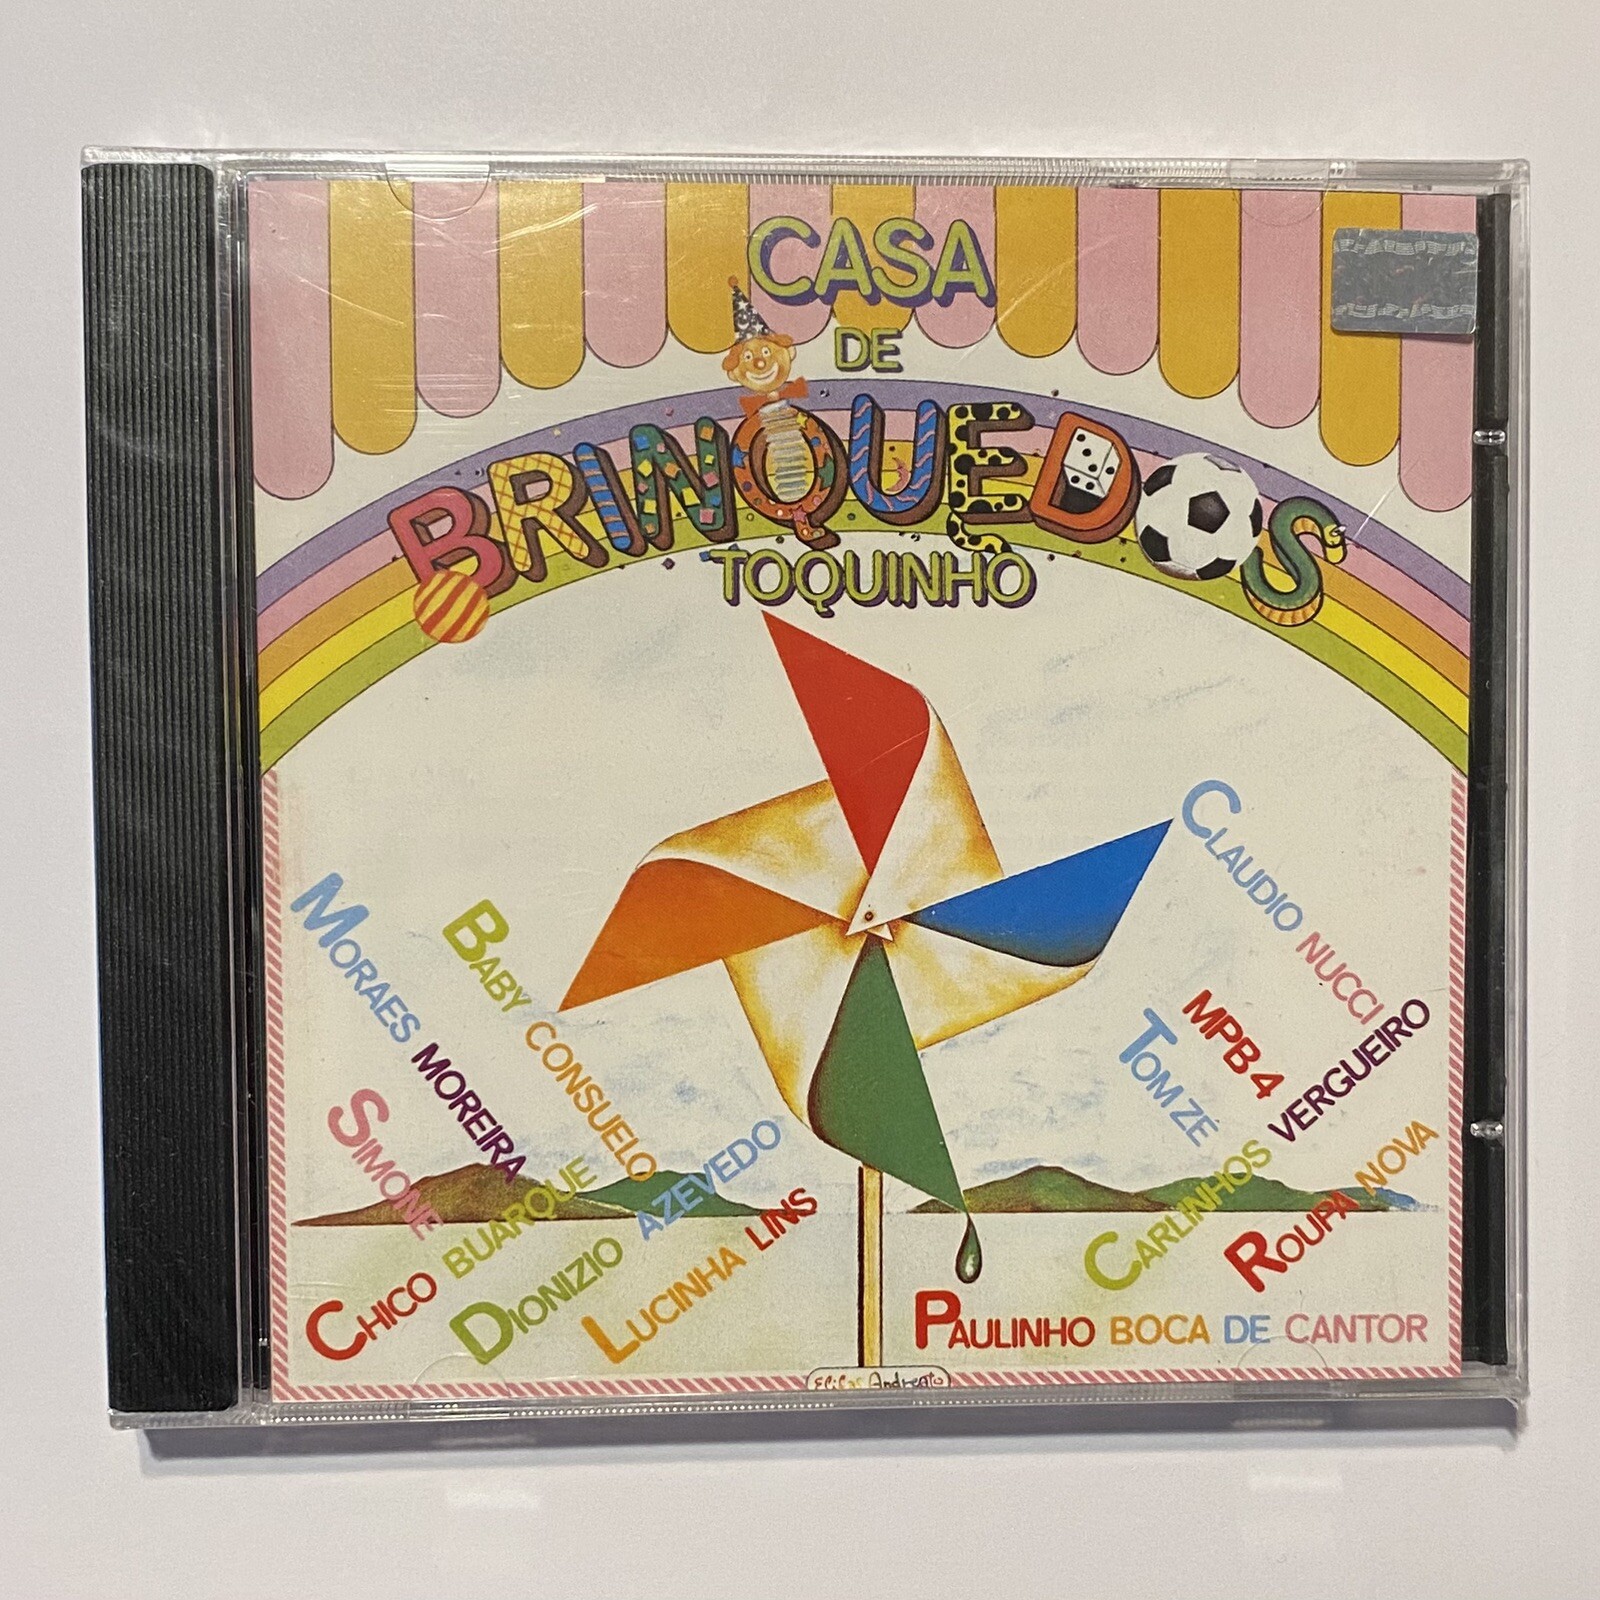 CASA
DE
BRINQUEDOS
TOQUINHO
MORAES MOREIRA
BABY CONSUELO
SIMONE
CHICO BUARQUE
DIONIZIO AZEVEDO
LUCINHA LINS
CLAUDIO NUCCI
MPB4
TOM ZÉ
CARLINHOS VERGUEIRO
ROUPA NOVA
PAULINHO BOCA DE CANTOR
Elifas Andreato